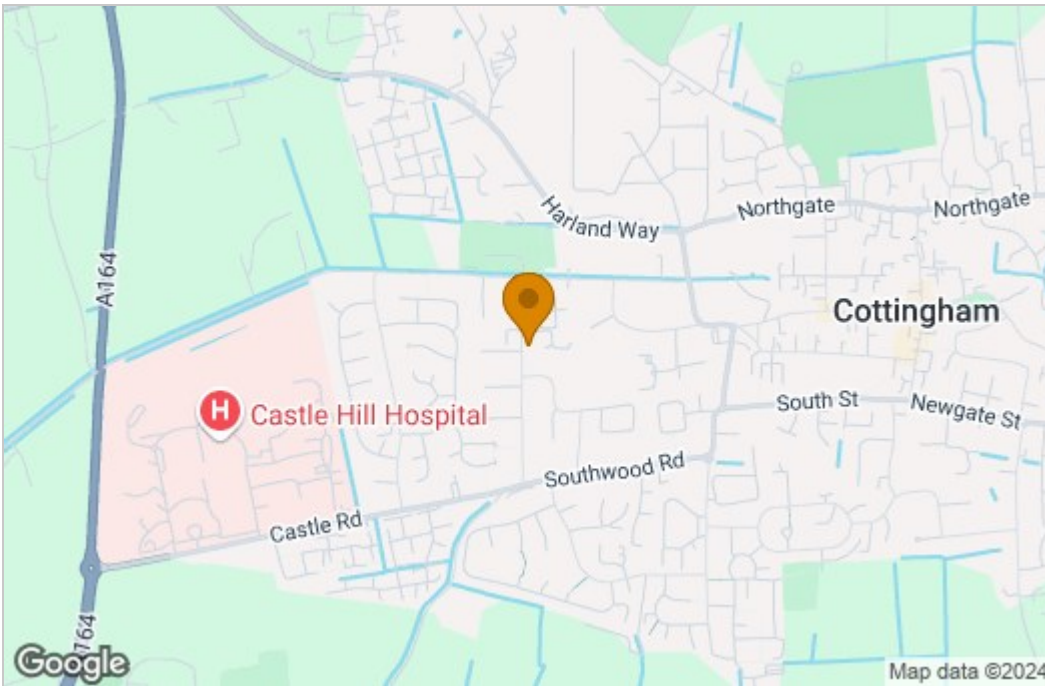 Northgate
Northgate
Harland Way
A164
Cottingham
H
Castle Hill Hospital
South St
Newgate St
Southwood Rd
Castle Rd
164
Google
Map data ©2024